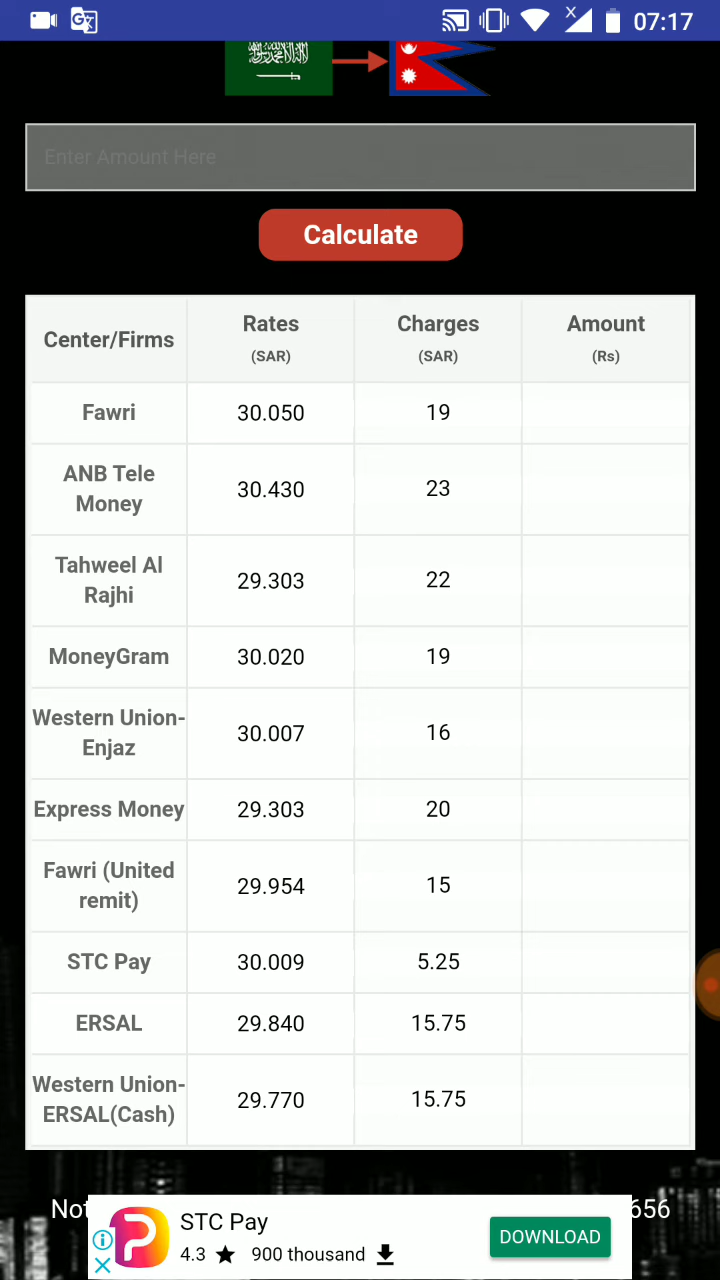 07:17
Enter Amount Here
Calculate
Center/Firms Rates (SAR) Charges (SAR) Amount (Rs)
Fawri 30.050 19
ANB Tele Money 30.430 23
Tahweel Al Rajhi 29.303 22
MoneyGram 30.020 19
Western Union-Enjaz 30.007 16
Express Money 29.303 20
Fawri (United remit) 29.954 15
STC Pay 30.009 5.25
ERSAL 29.840 15.75
Western Union-ERSAL(Cash) 29.770 15.75
656
STC Pay
4.3 ★ 900 thousand
DOWNLOAD